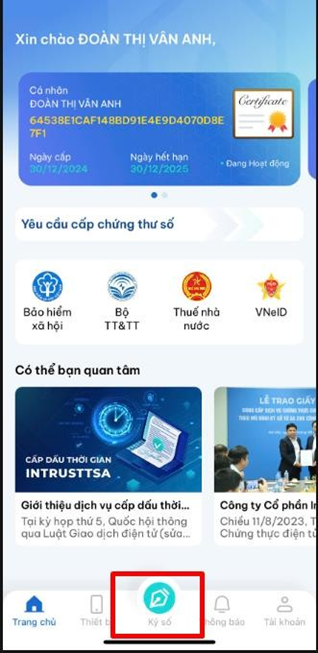 Xin chào ĐOÀN THỊ VÂN ANH,
Cá nhân
ĐOÀN THỊ VÂN ANH
64538E1CAF148BD91E4E9D4070D8E
7F1
Certificate
Ngày cấp
Ngày hết hạn
30/12/2024
30/12/2025
• Đang Hoạt động
Yêu cầu cấp chứng thư số
Bảo hiểm
xã hội
Bộ
TT&TT
Thuế nhà
nước
VNeID
Có thể bạn quan tâm
CẤP DẤU THỜI GIAN
INTRUSTTSA
LỄ TRAO GIẤY
Giới thiệu dịch vụ cấp dấu thời...
Tại kỳ họp thứ 5, Quốc hội thông
qua Luật Giao dịch điện tử (sửa...
Công ty Cổ phần
Chiều 11/8/2023,
Chứng thực điện
Trang chủ
Thiết
Ký số
hông báo
Tài khoản